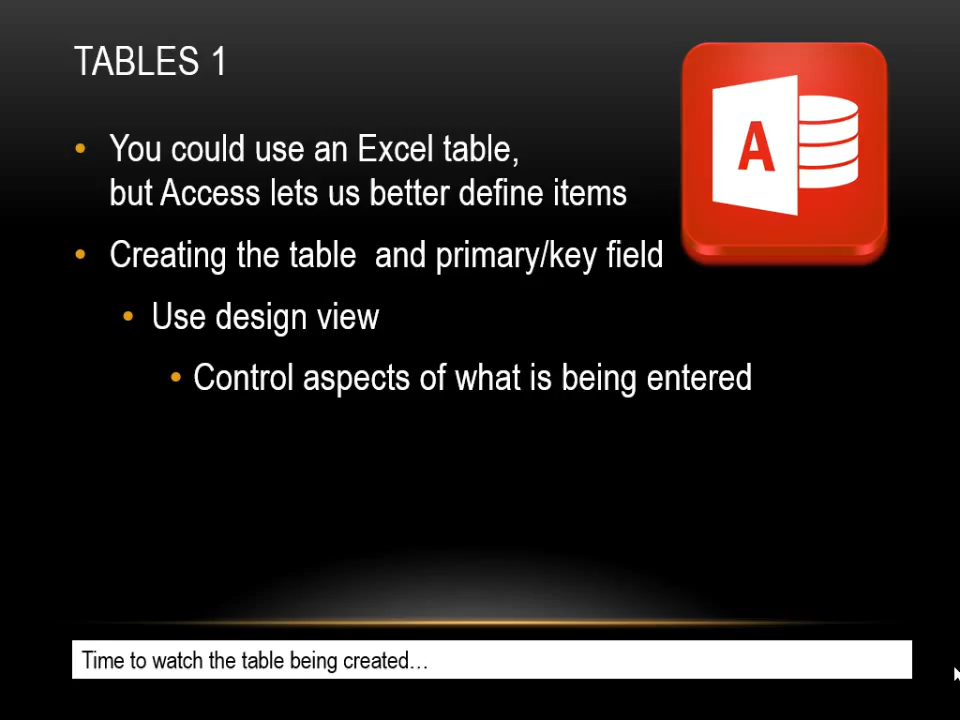 TABLES 1
You could use an Excel table,
but Access lets us better define items
Creating the table  and primary/key field
Use design view
Control aspects of what is being entered
A
Time to watch the table being created…